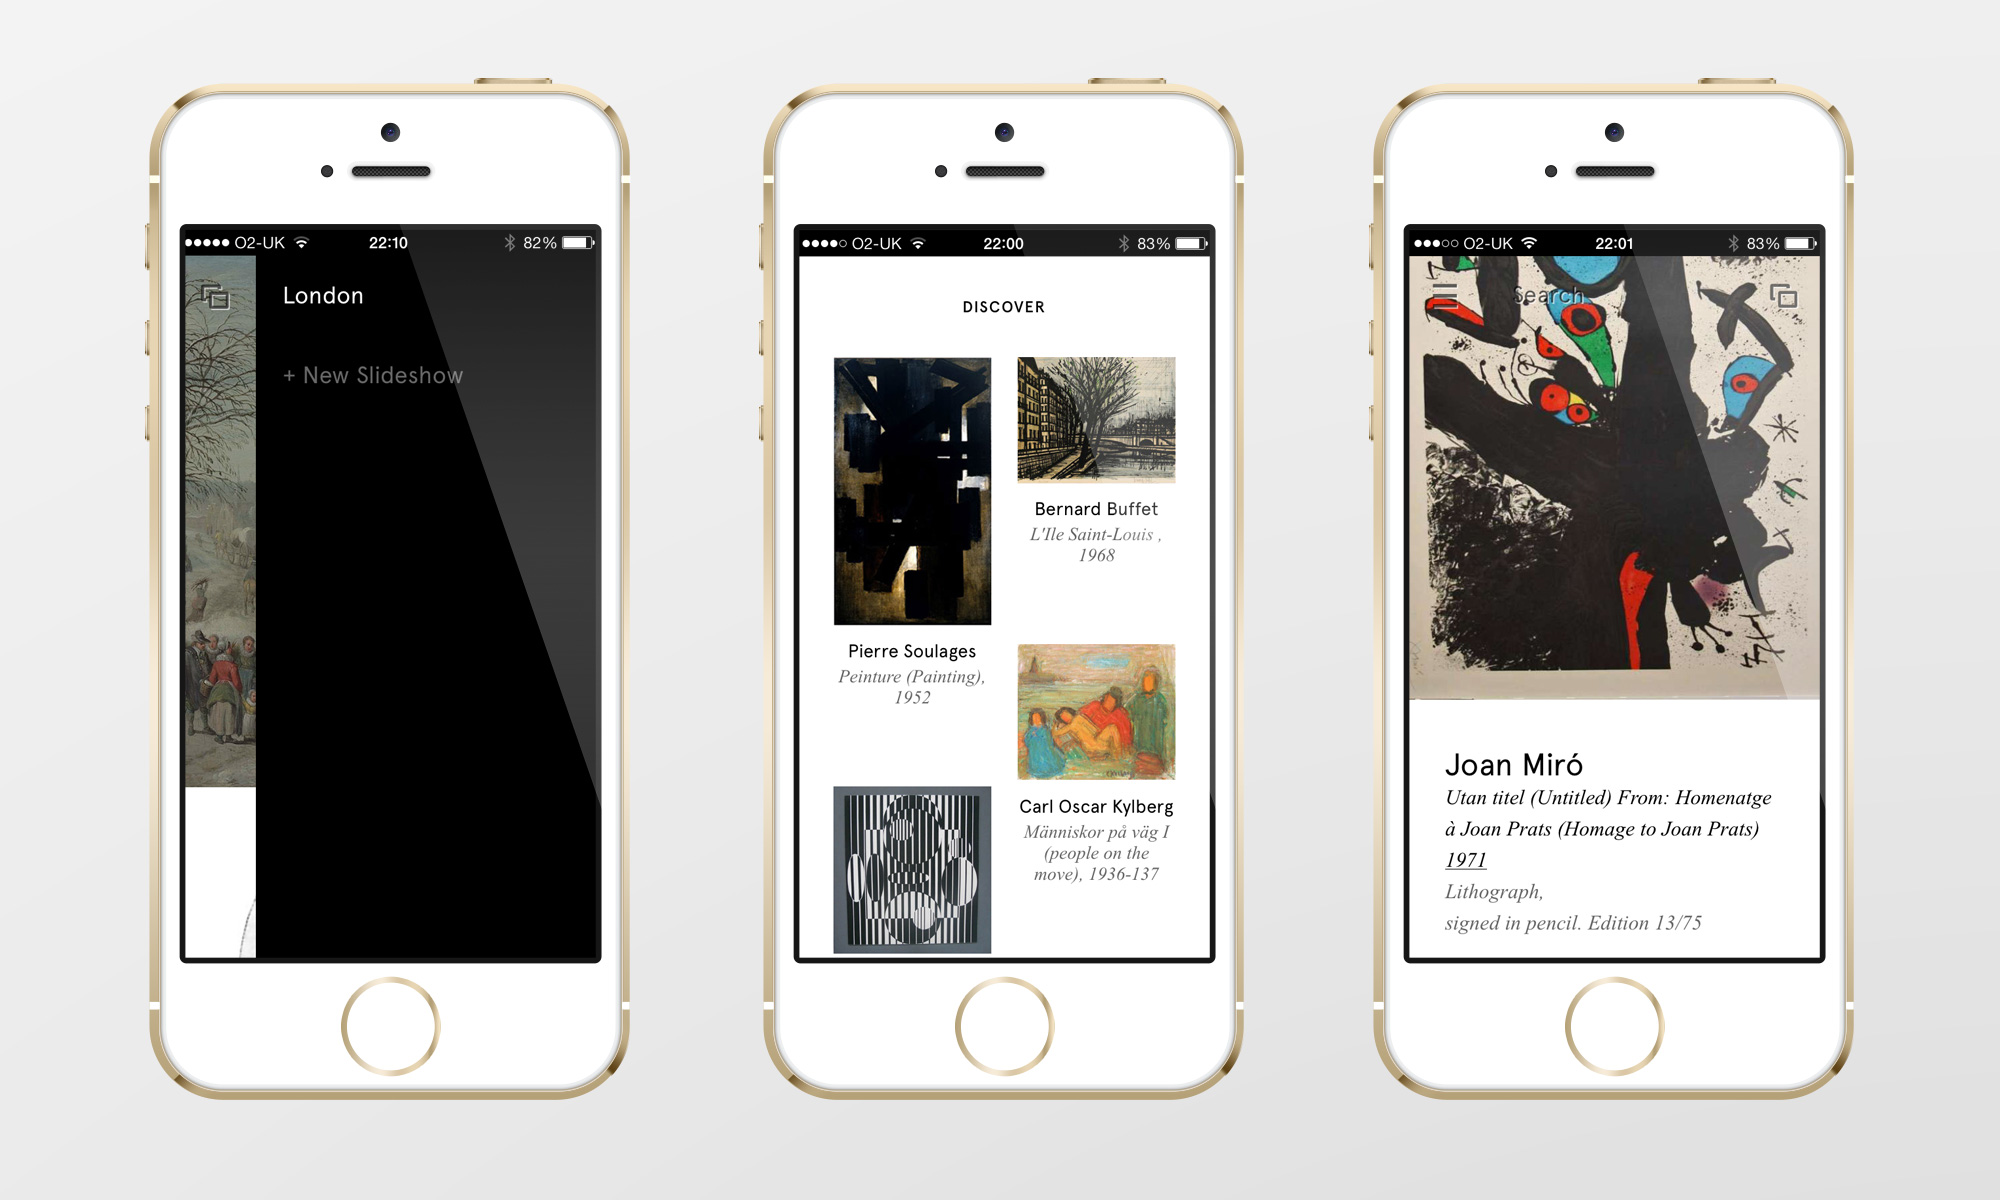 O2-UK 22:10 82%
London
+ New Slideshow
O2-UK 22:00 83%
DISCOVER
Bernard Buffet
L'Ile Saint-Louis ,
1968
Pierre Soulages
Peinture (Painting),
1952
Carl Oscar Kylberg
Människor på väg I
(people on the
move), 1936-137
O2-UK 22:01 83%
Search
Joan Miró
Utan titel (Untitled) From: Homenatge
à Joan Prats (Homage to Joan Prats)
1971
Lithograph,
signed in pencil. Edition 13/75